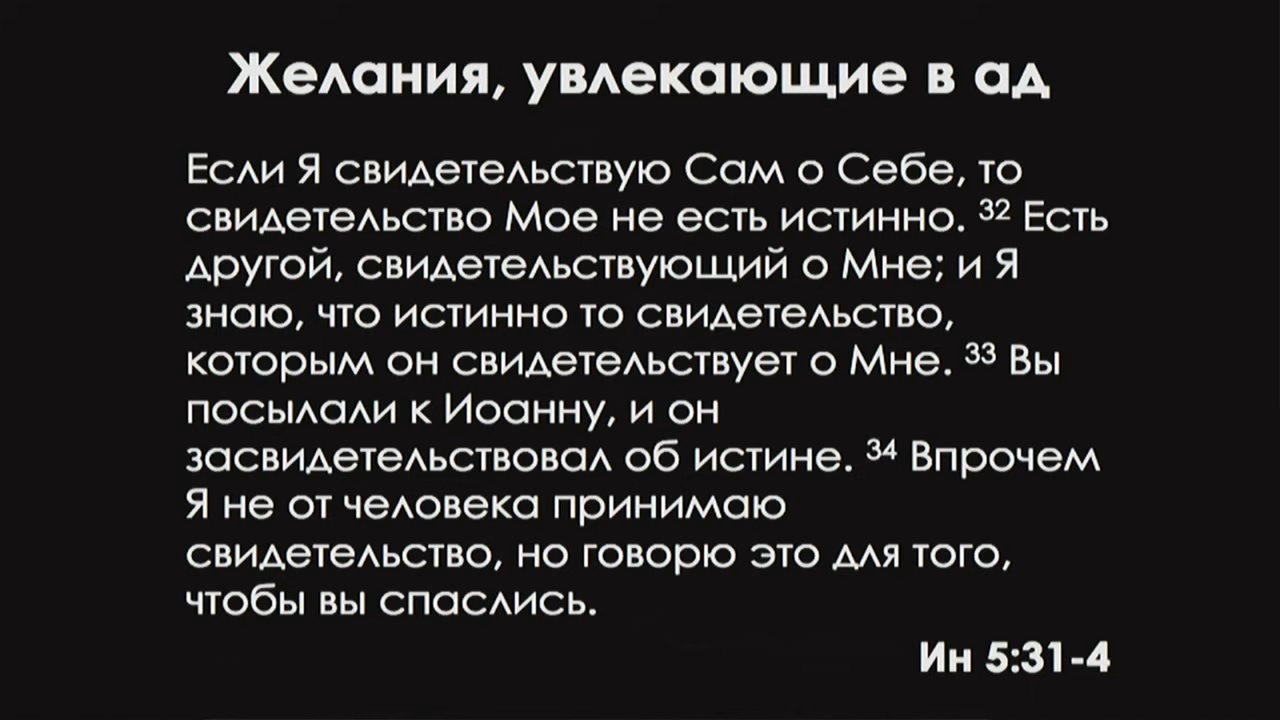 Желания, увлекающие в ад
Если Я свидетельствую Сам о Себе, то
свидетельство Мое не есть истинно. ³² Есть
другой, свидетельствующий о Мне; и Я
знаю, что истинно то свидетельство,
которым он свидетельствует о Мне. ³³ Вы
посылали к Иоанну, и он
засвидетельствовал об истине. ³⁴ Впрочем
Я не от человека принимаю
свидетельство, но говорю это для того,
чтобы вы спаслись.
Ин 5:31-4